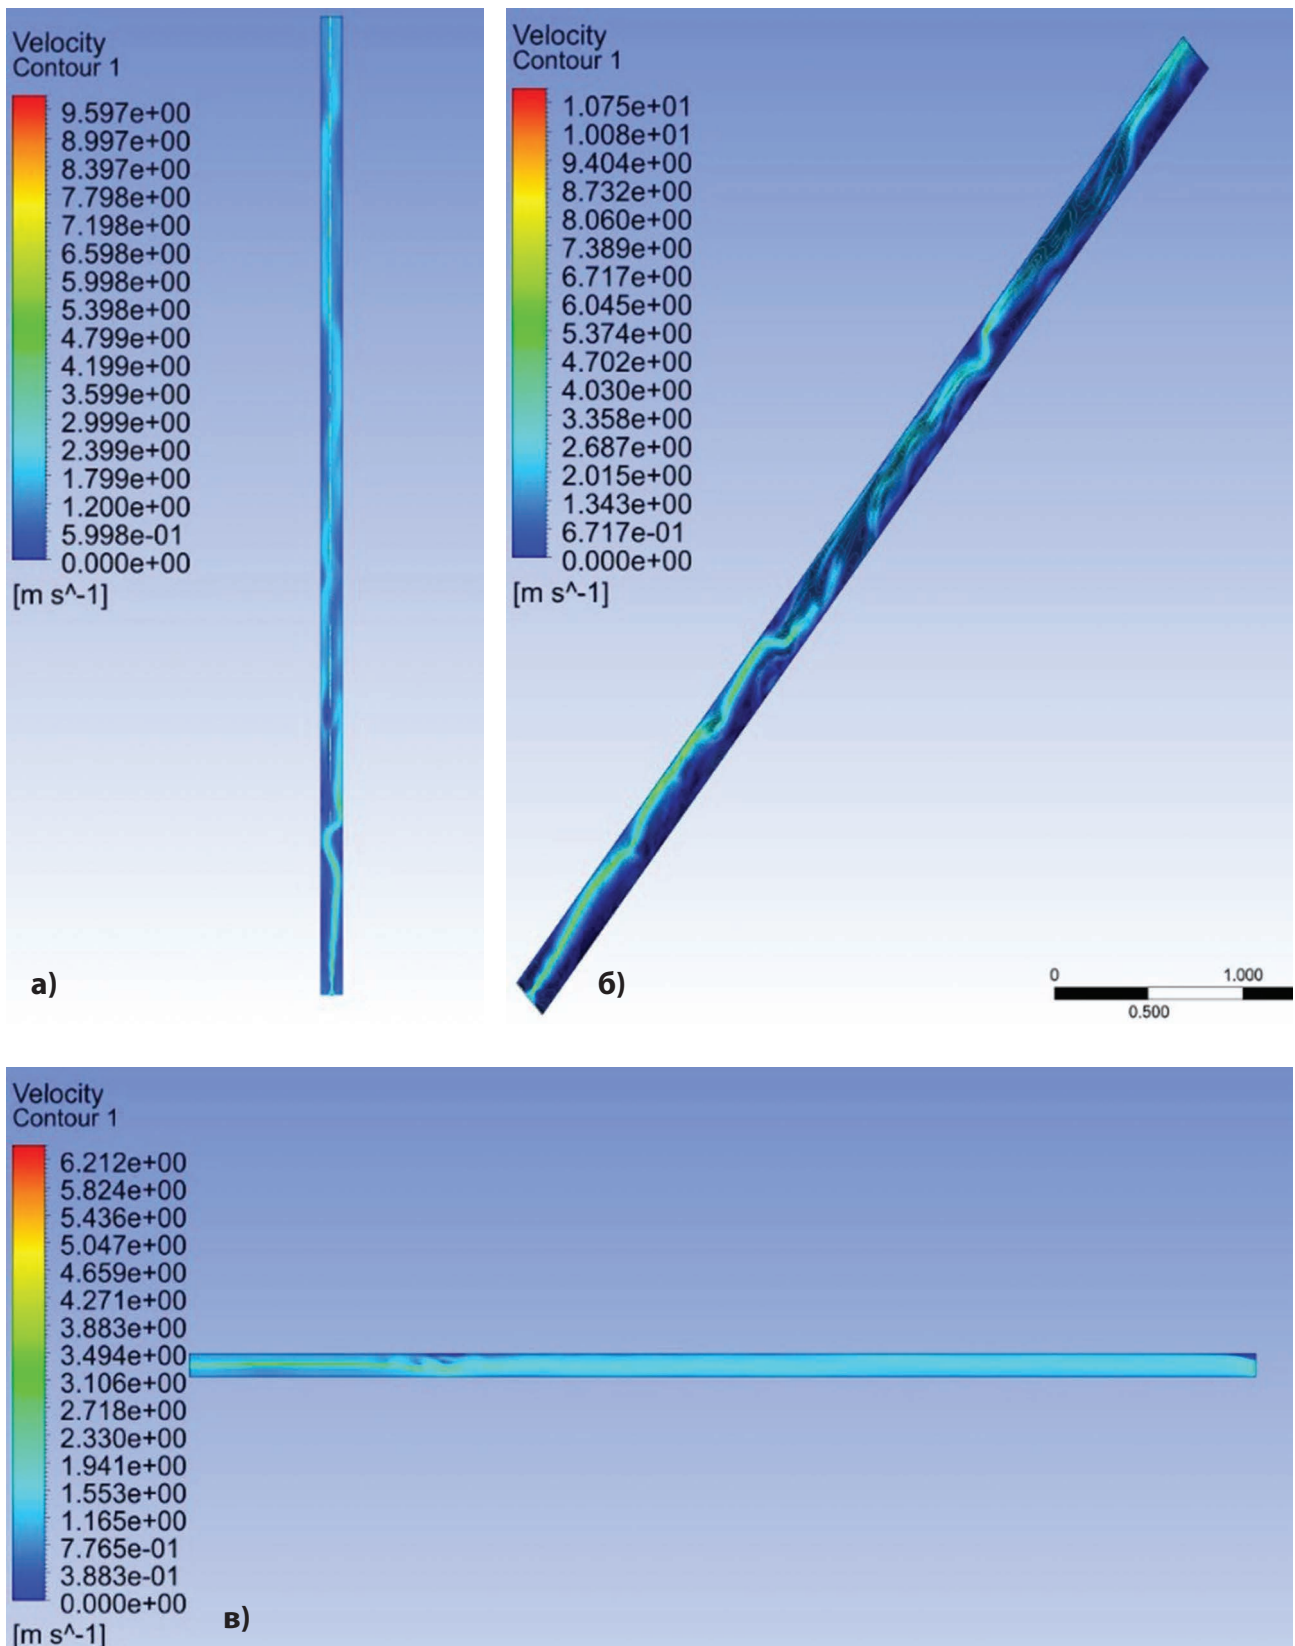 Velocity
Contour 1
9.597e+00
8.997e+00
8.397e+00
7.798e+00
7.198e+00
6.598e+00
5.998e+00
5.398e+00
4.799e+00
4.199e+00
3.599e+00
2.999e+00
2.399e+00
1.799e+00
1.200e+00
5.998e-01
0.000e+00
[m s^-1]
а)
Velocity
Contour 1
1.075e+01
1.008e+01
9.404e+00
8.732e+00
8.060e+00
7.389e+00
6.717e+00
6.045e+00
5.374e+00
4.702e+00
4.030e+00
3.358e+00
2.687e+00
2.015e+00
1.343e+00
6.717e-01
0.000e+00
[m s^-1]
б)
0 1.000
0.500
Velocity
Contour 1
6.212e+00
5.824e+00
5.436e+00
5.047e+00
4.659e+00
4.271e+00
3.883e+00
3.494e+00
3.106e+00
2.718e+00
2.330e+00
1.941e+00
1.553e+00
1.165e+00
7.765e-01
3.883e-01
0.000e+00
[m s^-1]
в)